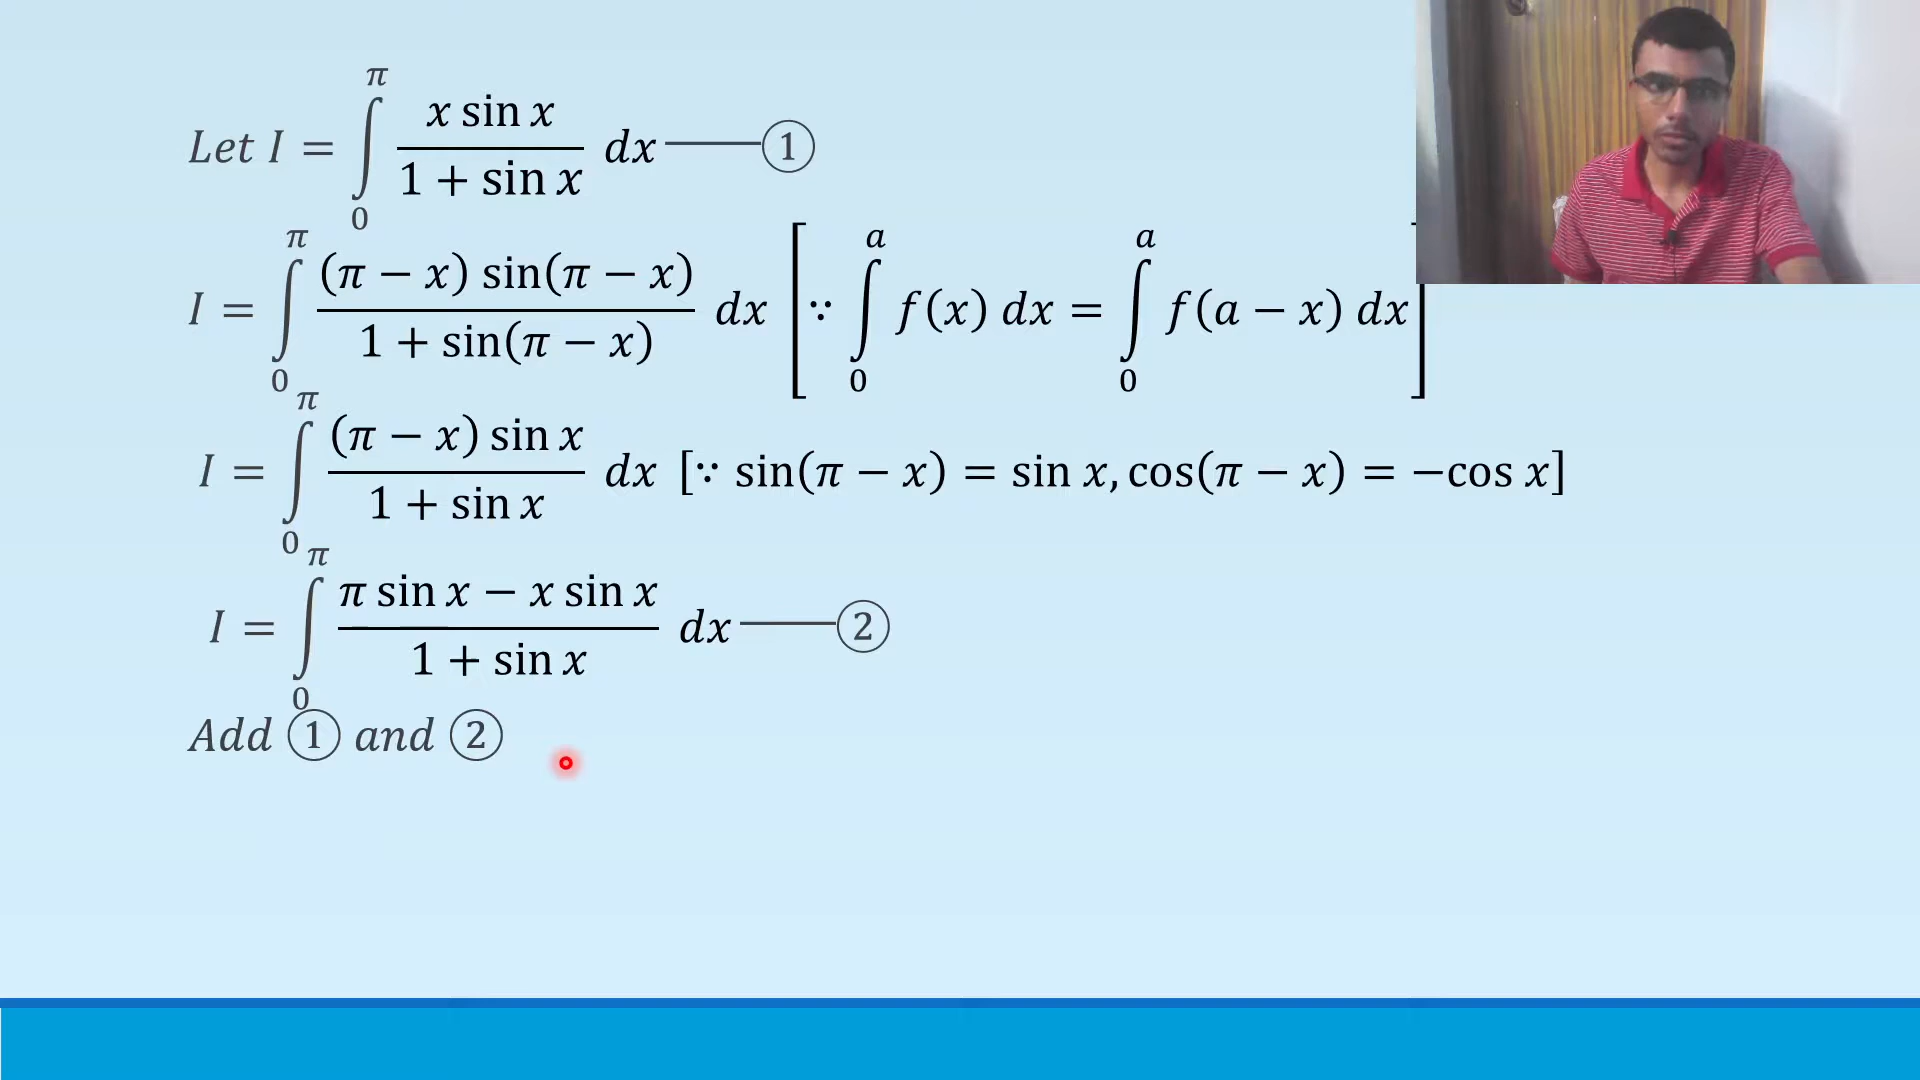 Let I = ∫₀^π (x sin x)/(1 + sin x) dx —— ①
I = ∫₀^π ((π − x) sin(π − x))/(1 + sin(π − x)) dx [∵ ∫₀^a f(x) dx = ∫₀^a f(a − x) dx]
I = ∫₀^π ((π − x) sin x)/(1 + sin x) dx [∵ sin(π − x) = sin x, cos(π − x) = −cos x]
I = ∫₀^π (π sin x − x sin x)/(1 + sin x) dx —— ②
Add ① and ②